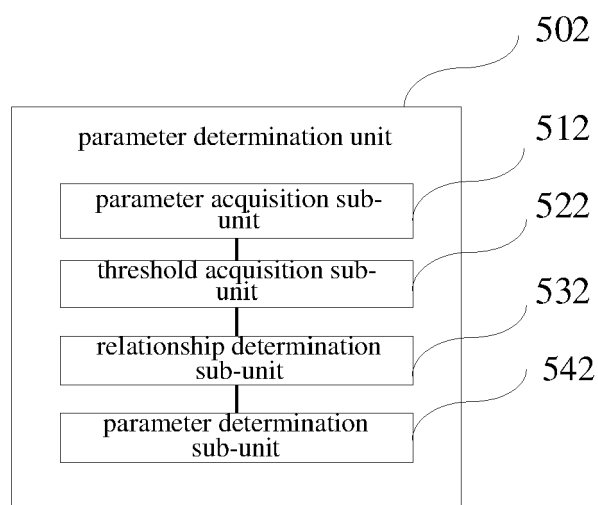 502
parameter determination unit
512
parameter acquisition sub-
unit
522
threshold acquisition sub-
unit
532
relationship determination
sub-unit
542
parameter determination
sub-unit